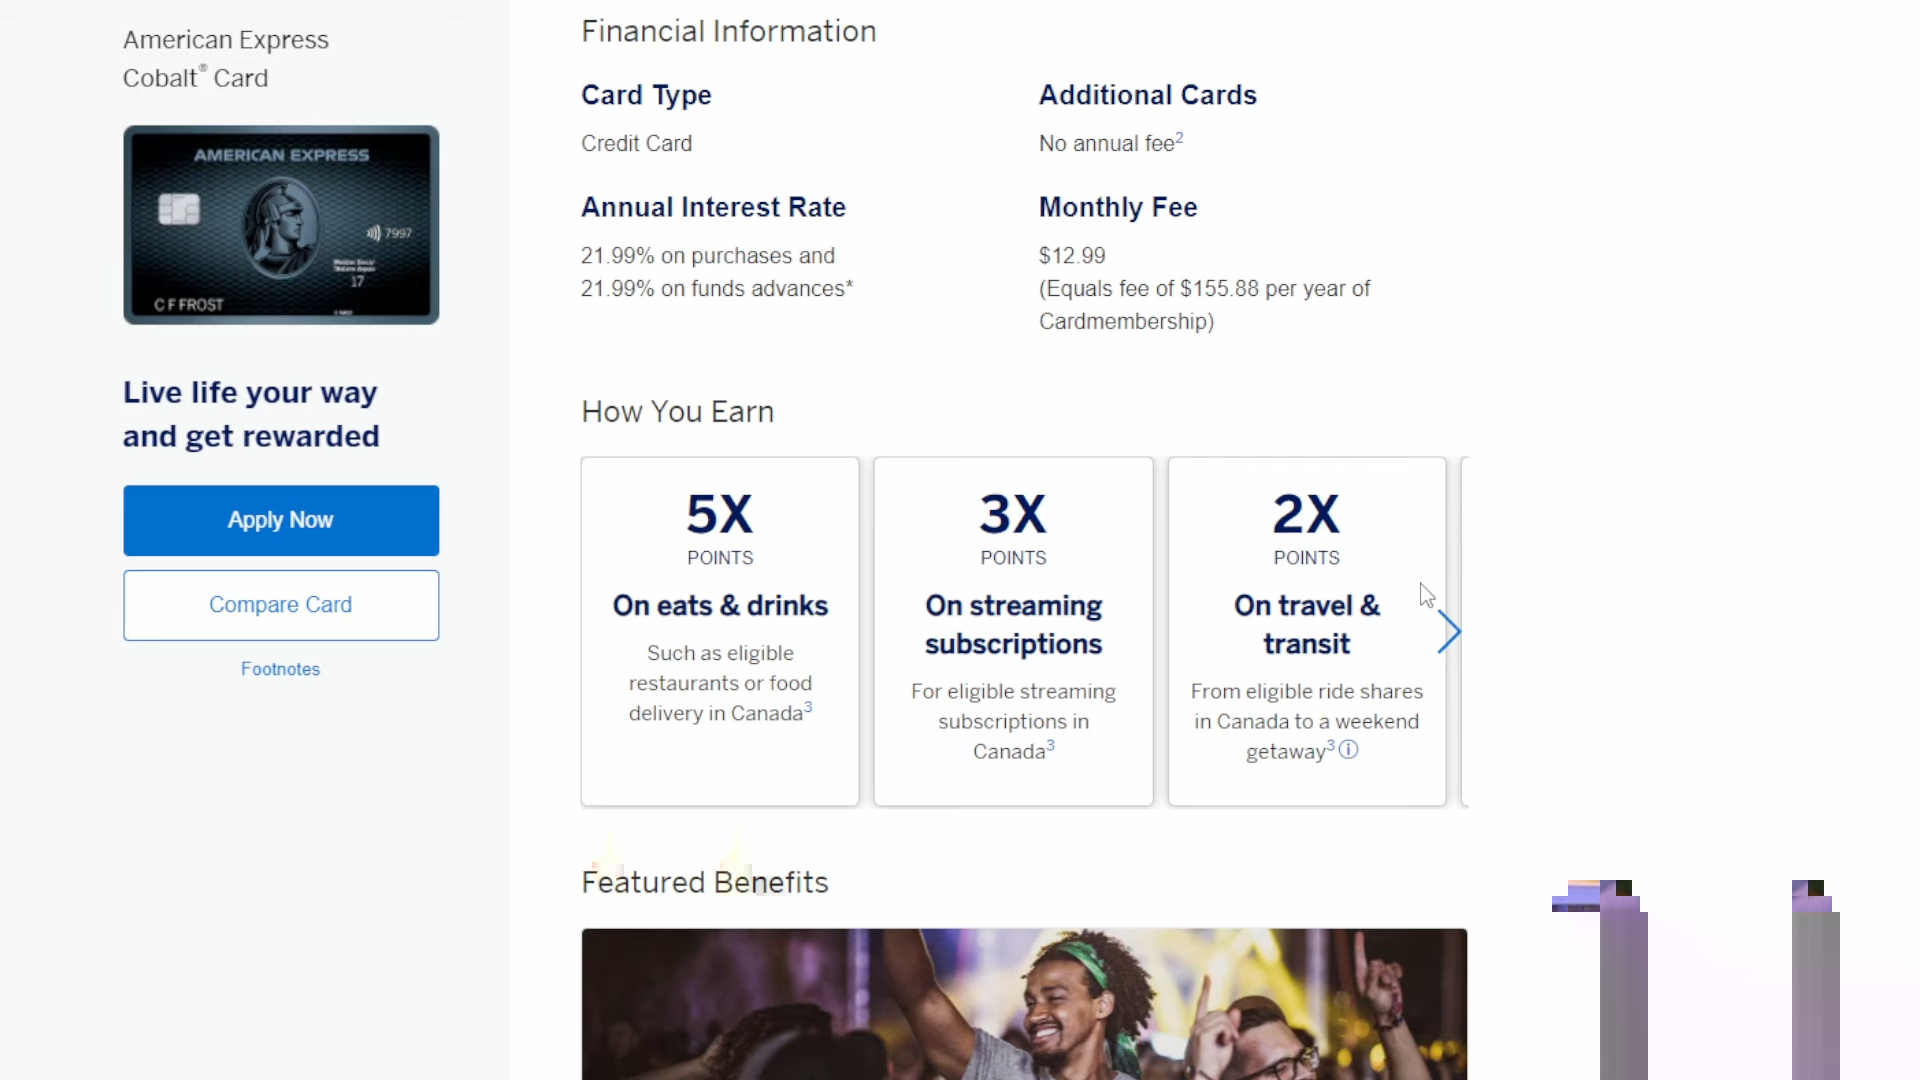 American Express
Cobalt® Card
AMERICAN EXPRESS
7997
17
C F FROST
Live life your way
and get rewarded
Apply Now
Compare Card
Footnotes
Financial Information
Card Type
Credit Card
Additional Cards
No annual fee2
Annual Interest Rate
21.99% on purchases and
21.99% on funds advances*
Monthly Fee
$12.99
(Equals fee of $155.88 per year of
Cardmembership)
How You Earn
5X
POINTS
On eats & drinks
Such as eligible
restaurants or food
delivery in Canada3
3X
POINTS
On streaming
subscriptions
For eligible streaming
subscriptions in
Canada3
2X
POINTS
On travel &
transit
From eligible ride shares
in Canada to a weekend
getaway3
Featured Benefits